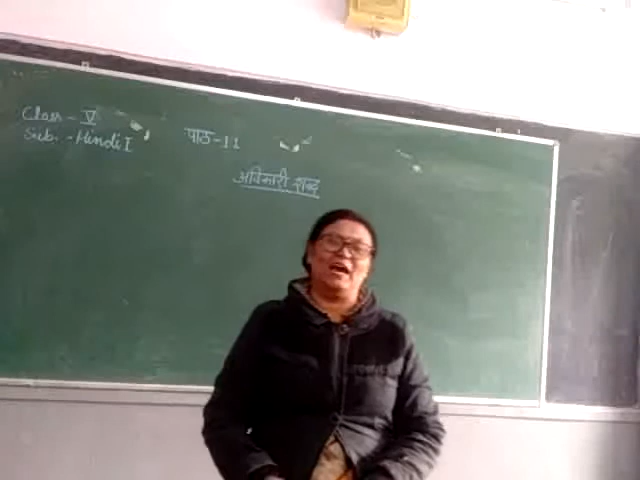 Class - V
Sub. - Hindi I
पाठ-11
अविकारी शब्द